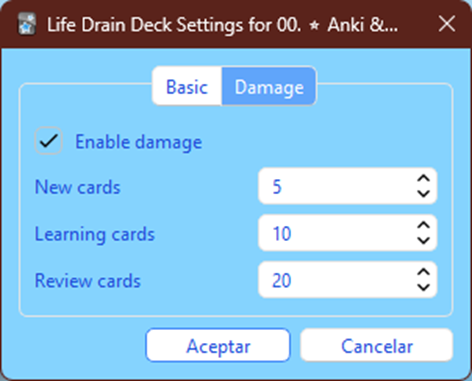 Life Drain Deck Settings for 00. ⭐ Anki &...
Basic Damage
Enable damage
New cards 5
Learning cards 10
Review cards 20
Aceptar Cancelar